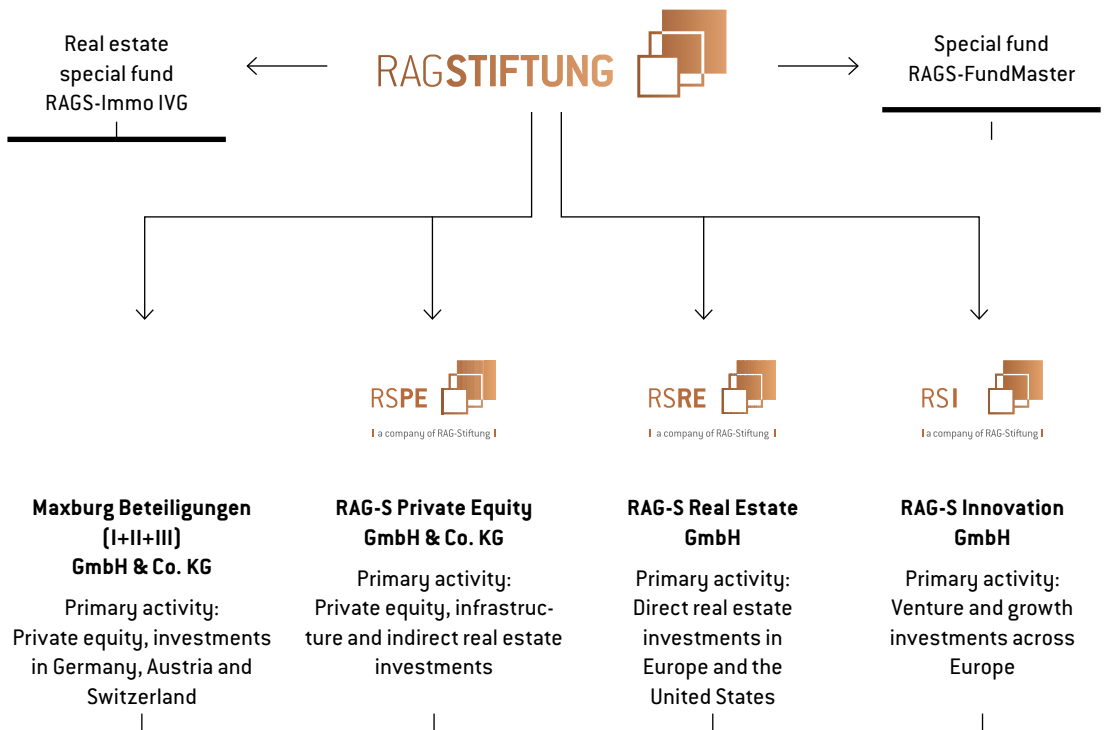 Real estate
special fund
RAGS-Immo IVG
RAGSTIFTUNG
Special fund
RAGS-FundMaster
RSPE
a company of RAG-Stiftung
RSRE
a company of RAG-Stiftung
RSI
a company of RAG-Stiftung
Maxburg Beteiligungen
(I+II+III)
GmbH & Co. KG
Primary activity:
Private equity, investments
in Germany, Austria and
Switzerland
RAG-S Private Equity
GmbH & Co. KG
Primary activity:
Private equity, infrastruc-
ture and indirect real estate
investments
RAG-S Real Estate
GmbH
Primary activity:
Direct real estate
investments in
Europe and the
United States
RAG-S Innovation
GmbH
Primary activity:
Venture and growth
investments across
Europe